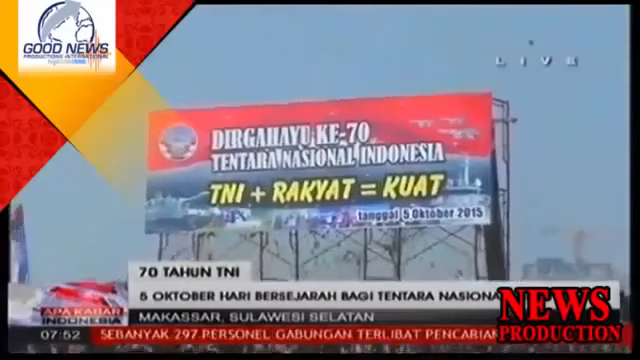 GOOD NEWS
PRODUCTIONS INTERNATIONAL
LIVE
DIRGAHAYU KE-70
TENTARA NASIONAL INDONESIA
TNI + RAKYAT = KUAT
tanggal 5 Oktober 2015
70 TAHUN TNI
5 OKTOBER HARI BERSEJARAH BAGI TENTARA NASIONA
APA KABAR
INDONESIA
MAKASSAR, SULAWESI SELATAN
NEWS
PRODUCTION
07:52 SEBANYAK 297 PERSONEL GABUNGAN TERLIBAT PENCARIAN